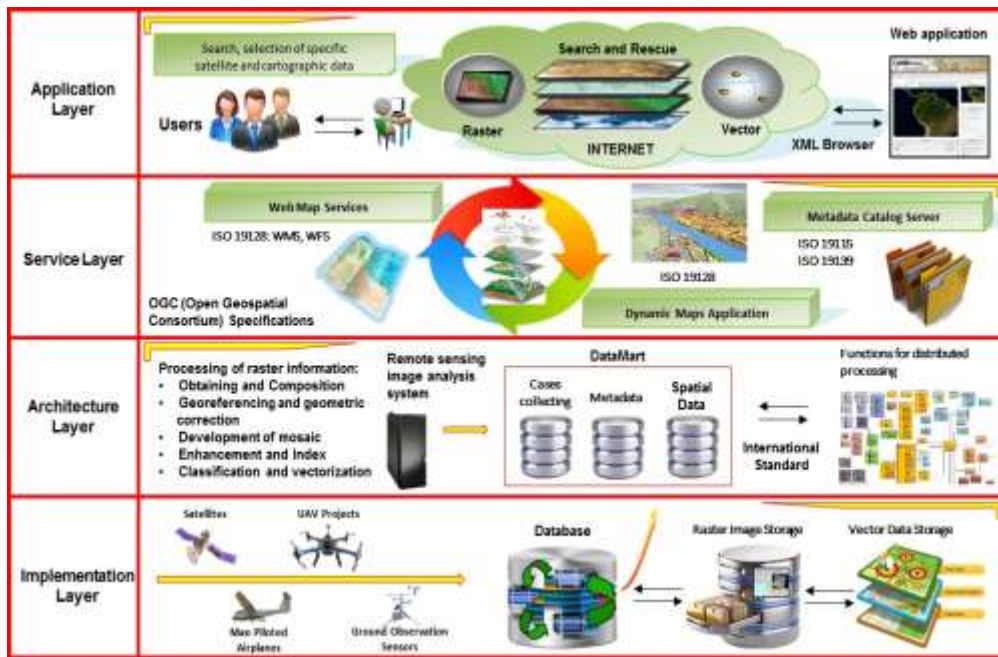 Application
Layer
Search, selection of specific
satellite and cartographic data
Users
Search and Rescue
Raster
Vector
INTERNET
Web application
XML Browser
Service Layer
Web Map Services
ISO 19128: WMS, WFS
OGC (Open Geospatial
Consortium) Specifications
ISO 19128
Dynamic Maps Application
Metadata Catalog Server
ISO 19115
ISO 19139
Architecture
Layer
Processing of raster information:
• Obtaining and Composition
• Georeferencing and geometric
correction
• Development of mosaic
• Enhancement and Index
• Classification and vectorization
Remote sensing
image analysis
system
DataMart
Cases
collecting
Metadata
Spatial
Data
International
Standard
Functions for distributed
processing
Implementation
Layer
Satellites
UAV Projects
Man Piloted
Airplanes
Ground Observation
Sensors
Database
Raster Image Storage
Vector Data Storage